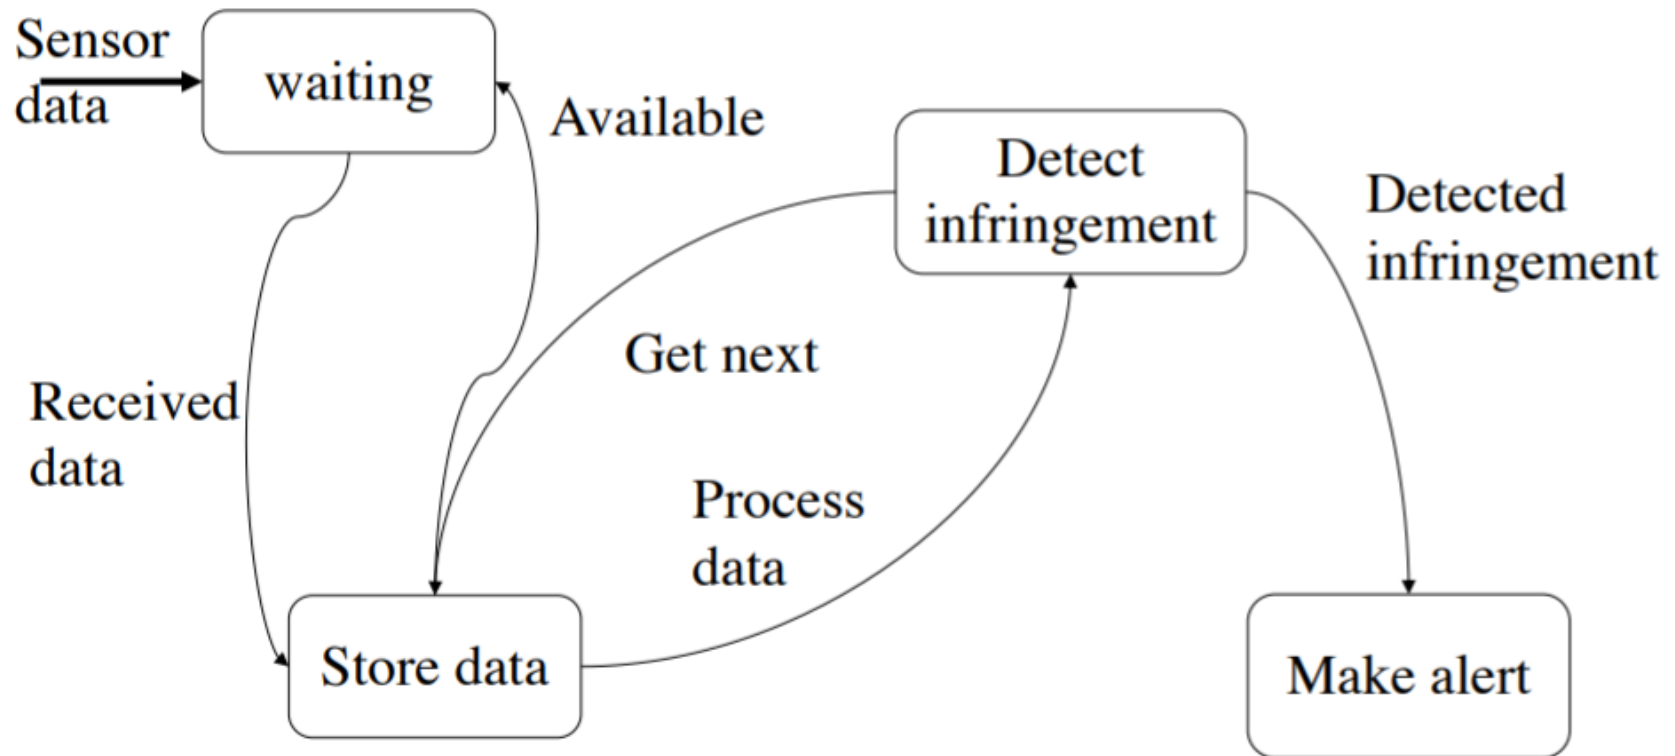 Sensor
data
waiting
Available
Detect
infringement
Detected
infringement
Get next
Received
data
Process
data
Store data
Make alert